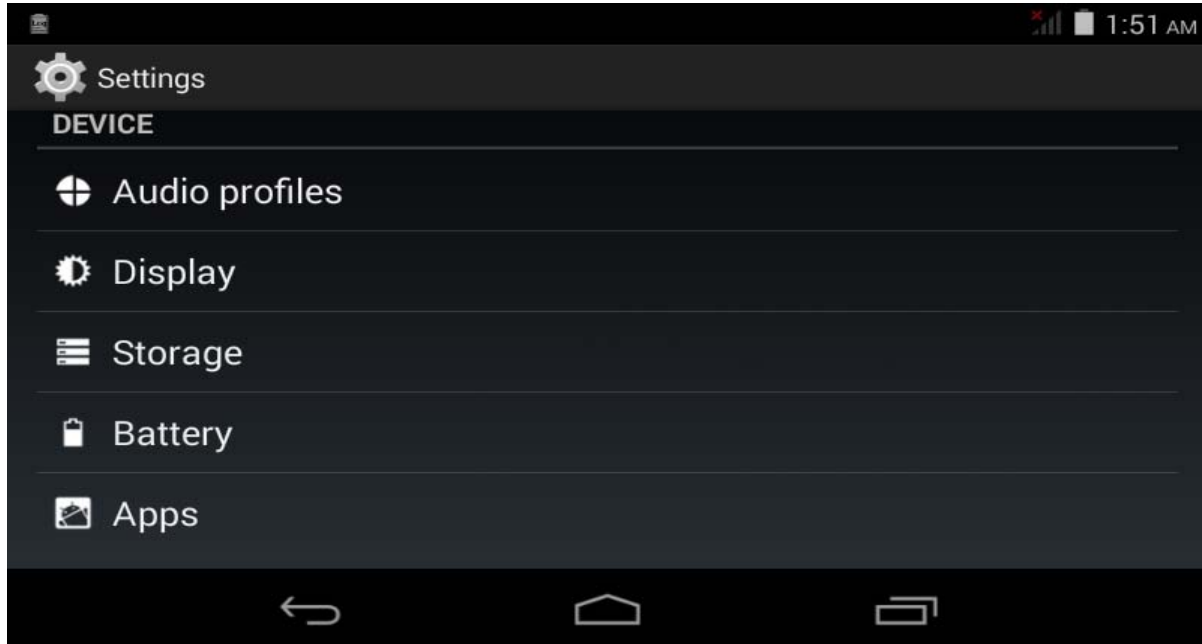 1:51 AM
Settings
DEVICE
Audio profiles
Display
Storage
Battery
Apps